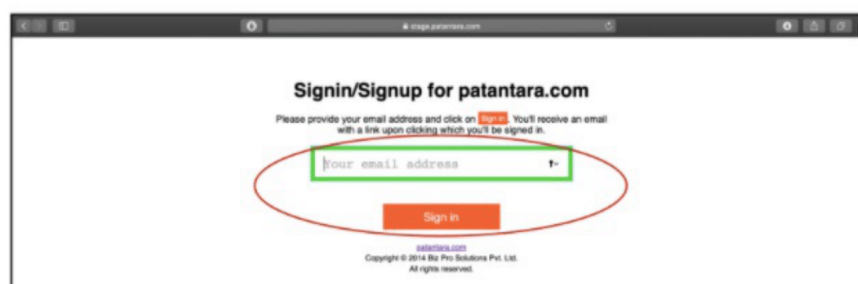 stage.patantara.com
Signin/Signup for patantara.com
Please provide your email address and click on Sign in. You'll receive an email
with a link upon clicking which you'll be signed in.
Your email address
Sign in
patantara.com
Copyright © 2014 Biz Pro Solutions Pvt. Ltd.
All rights reserved.